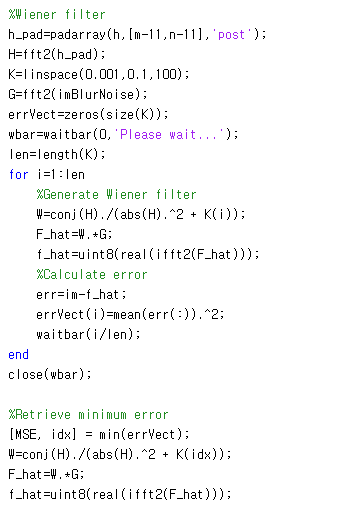 %Wiener filter
h_pad=padarray(h,[m-11,n-11],'post');
H=fft2(h_pad);
K=linspace(0.001,0.1,100);
G=fft2(imBlurNoise);
errVect=zeros(size(K));
wbar=waitbar(0,'Please wait...');
len=length(K);
for i=1:len
    %Generate Wiener filter
    W=conj(H)./(abs(H).^2 + K(i));
    F_hat=W.*G;
    f_hat=uint8(real(ifft2(F_hat)));
    %Calculate error
    err=im-f_hat;
    errVect(i)=mean(err(:)).^2;
    waitbar(i/len);
end
close(wbar);

%Retrieve minimum error
[MSE, idx] = min(errVect);
W=conj(H)./(abs(H).^2 + K(idx));
F_hat=W.*G;
f_hat=uint8(real(ifft2(F_hat)));